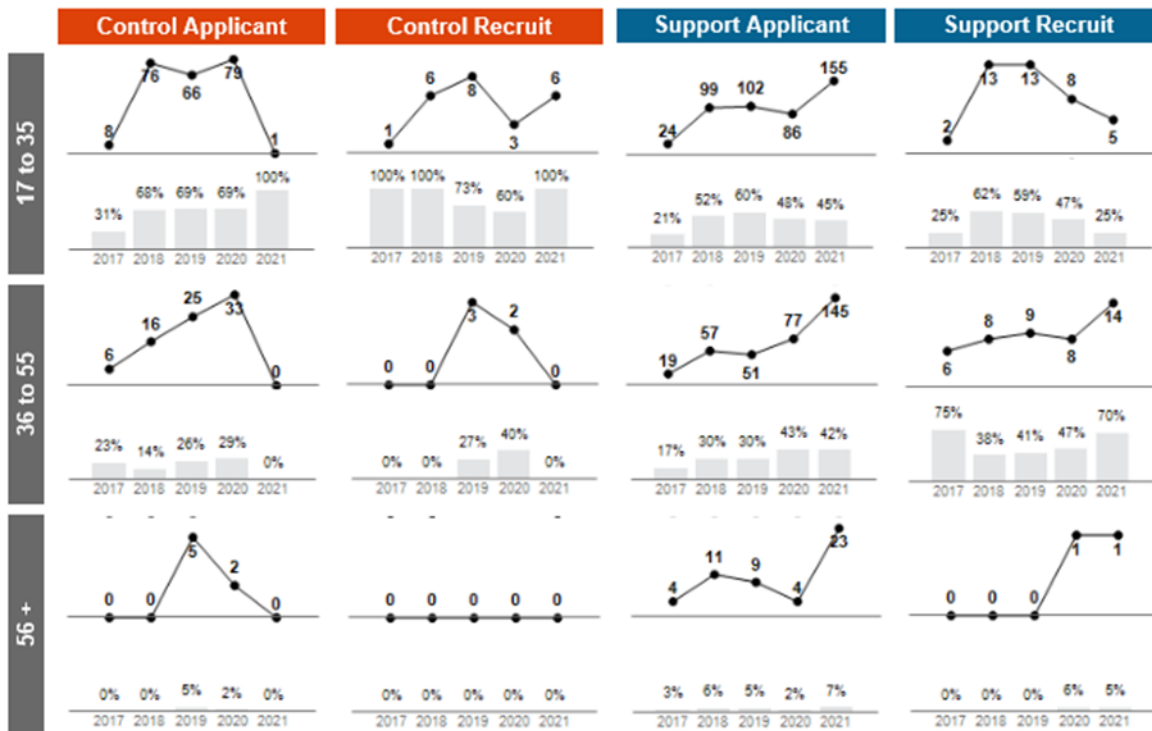 Control Applicant Control Recruit Support Applicant Support Recruit
17 to 35
8 76 66 79 1
1 6 8 3 6
24 99 102 86 155
2 13 13 8 5
31% 68% 69% 69% 100%
100% 100% 73% 60% 100%
21% 52% 60% 48% 45%
25% 62% 59% 47% 25%
2017 2018 2019 2020 2021
2017 2018 2019 2020 2021
2017 2018 2019 2020 2021
2017 2018 2019 2020 2021
36 to 55
6 16 25 33 0
0 0 3 2 0
19 57 51 77 145
6 8 9 8 14
23% 14% 26% 29% 0%
0% 0% 27% 40% 0%
17% 30% 30% 43% 42%
75% 38% 41% 47% 70%
2017 2018 2019 2020 2021
2017 2018 2019 2020 2021
2017 2018 2019 2020 2021
2017 2018 2019 2020 2021
56 +
0 0 5 2 0
0 0 0 0 0
4 11 9 4 23
0 0 0 1 1
0% 0% 5% 2% 0%
0% 0% 0% 0% 0%
3% 6% 5% 2% 7%
0% 0% 0% 6% 5%
2017 2018 2019 2020 2021
2017 2018 2019 2020 2021
2017 2018 2019 2020 2021
2017 2018 2019 2020 2021